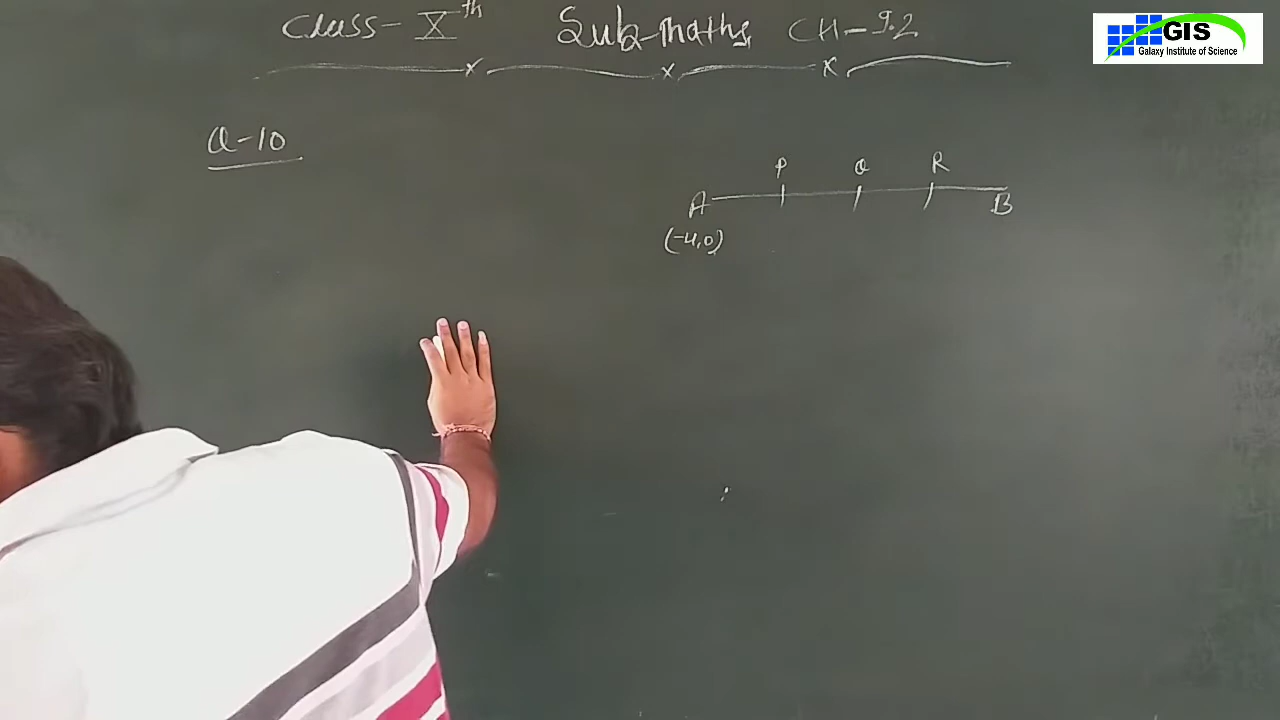 Class- Xth Sub-maths CH-9.2
GIS
Galaxy Institute of Science
Q-10
P Q R
A B
(-4,0)